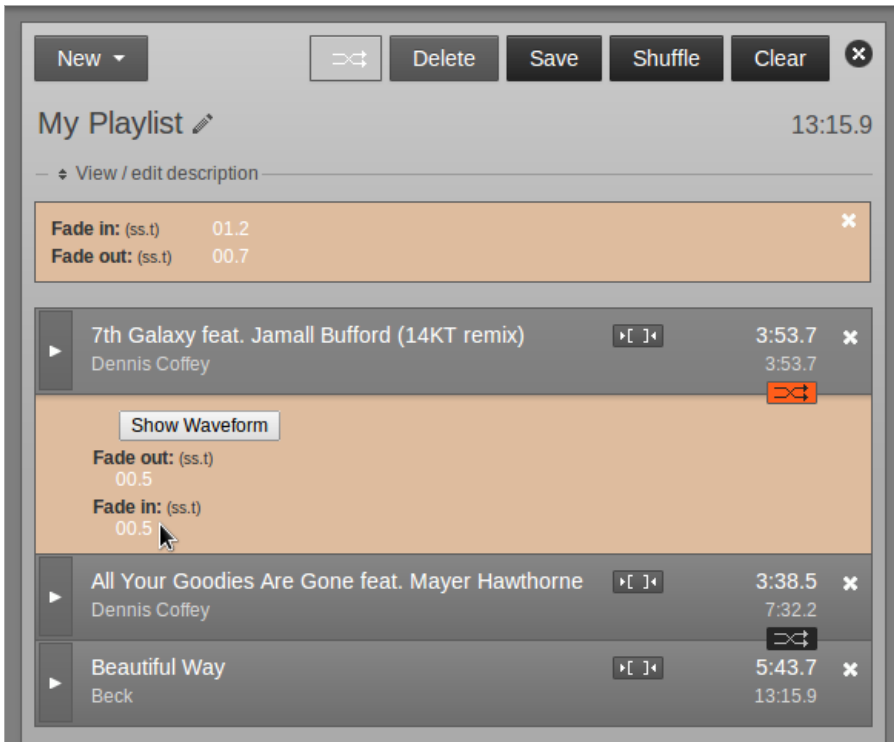 New Delete Save Shuffle Clear
My Playlist 13:15.9
View / edit description
Fade in: (ss.t) 01.2
Fade out: (ss.t) 00.7
7th Galaxy feat. Jamall Bufford (14KT remix) 3:53.7
Dennis Coffey 3:53.7
Show Waveform
Fade out: (ss.t)
00.5
Fade in: (ss.t)
00.5
All Your Goodies Are Gone feat. Mayer Hawthorne 3:38.5
Dennis Coffey 7:32.2
Beautiful Way 5:43.7
Beck 13:15.9